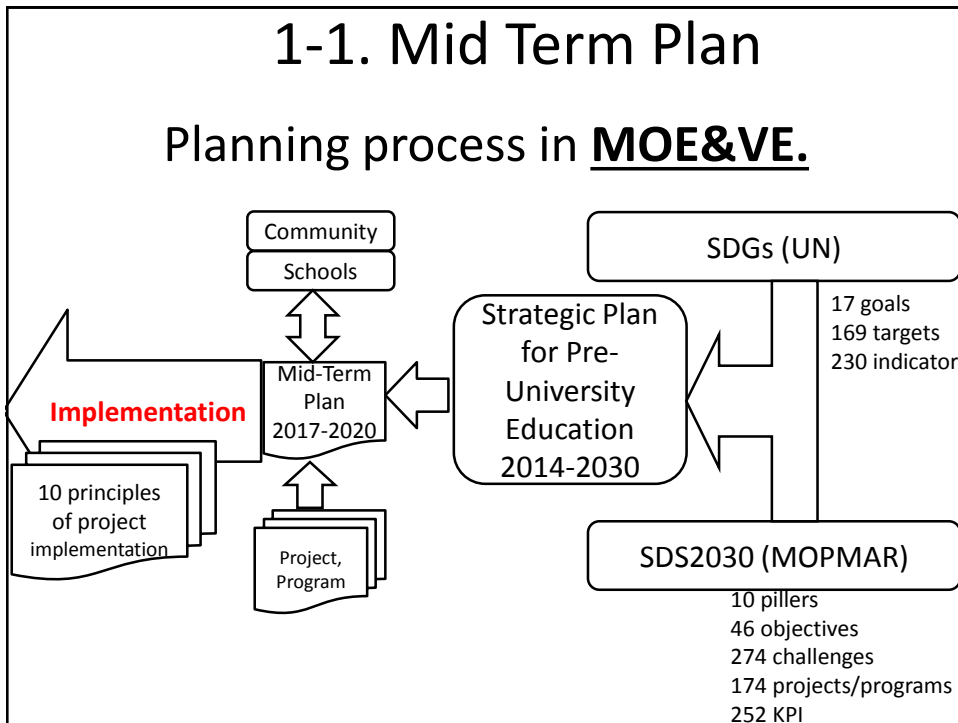 1-1. Mid Term Plan
Planning process in MOE&VE.
Community
Schools
SDGs (UN)
17 goals
169 targets
230 indicator
Strategic Plan
for Pre-
University
Education
2014-2030
Mid-Term
Plan
2017-2020
Implementation
10 principles
of project
implementation
Project,
Program
SDS2030 (MOPMAR)
10 pillers
46 objectives
274 challenges
174 projects/programs
252 KPI